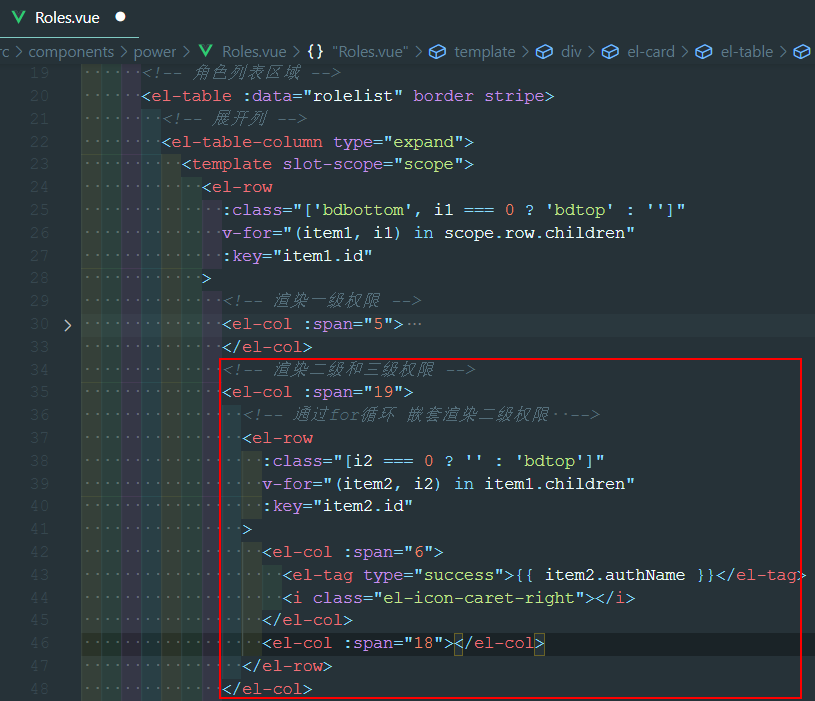 Roles.vue
rc > components > power > Roles.vue > {} "Roles.vue" > template > div > el-card > el-table >
19 <!-- 角色列表区域 -->
20 <el-table :data="rolelist" border stripe>
21 <!-- 展开列 -->
22 <el-table-column type="expand">
23 <template slot-scope="scope">
24 <el-row
25 :class="['bdbottom', i1 === 0 ? 'bdtop' : '']"
26 v-for="(item1, i1) in scope.row.children"
27 :key="item1.id"
28 >
29 <!-- 渲染一级权限 -->
30 <el-col :span="5">…
33 </el-col>
34 <!-- 渲染二级和三级权限 -->
35 <el-col :span="19">
36 <!-- 通过for循环 嵌套渲染二级权限··-->
37 <el-row
38 :class="[i2 === 0 ? '' : 'bdtop']"
39 v-for="(item2, i2) in item1.children"
40 :key="item2.id"
41 >
42 <el-col :span="6">
43 <el-tag type="success">{{ item2.authName }}</el-tag>
44 <i class="el-icon-caret-right"></i>
45 </el-col>
46 <el-col :span="18"></el-col>
47 </el-row>
48 </el-col>